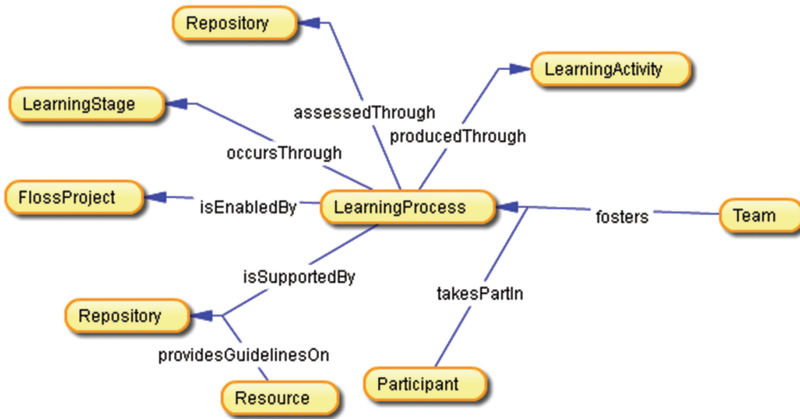 Repository
LearningActivity
LearningStage
assessedThrough
producedThrough
occursThrough
FlossProject
isEnabledBy
LearningProcess
fosters
Team
isSupportedBy
takesPartIn
Repository
providesGuidelinesOn
Participant
Resource